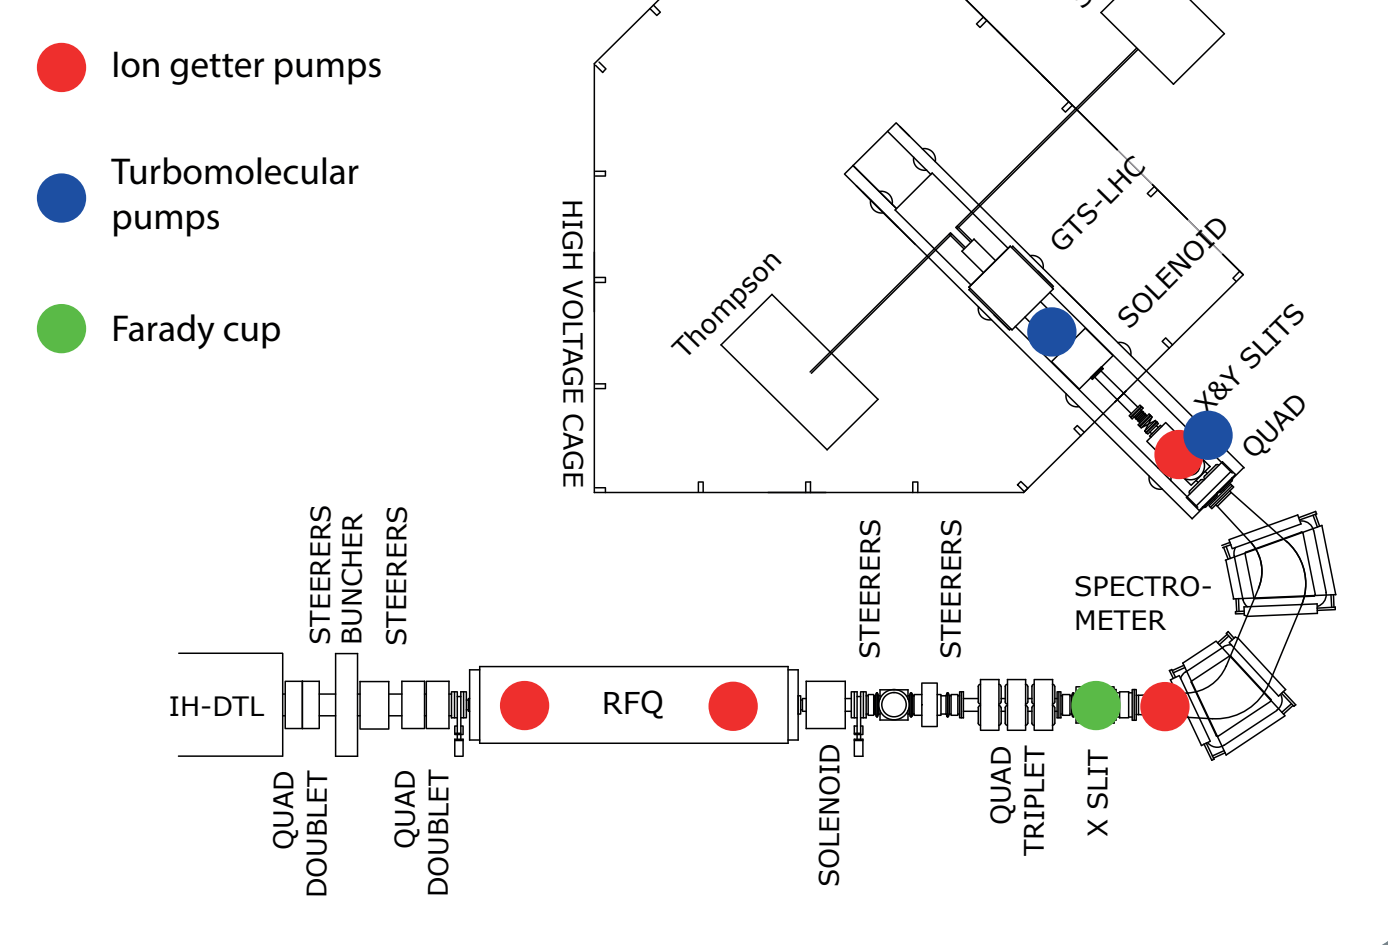 Ion getter pumps
Turbomolecular
pumps
Farady cup
HIGH VOLTAGE CAGE
Thompson
GTS-LHC
SOLENOID
X&Y SLITS
QUAD
SPECTRO-
METER
STEERERS
BUNCHER
STEERERS
STEERERS
STEERERS
IH-DTL
RFQ
QUAD
DOUBLET
QUAD
DOUBLET
SOLENOID
QUAD
TRIPLET
X SLIT